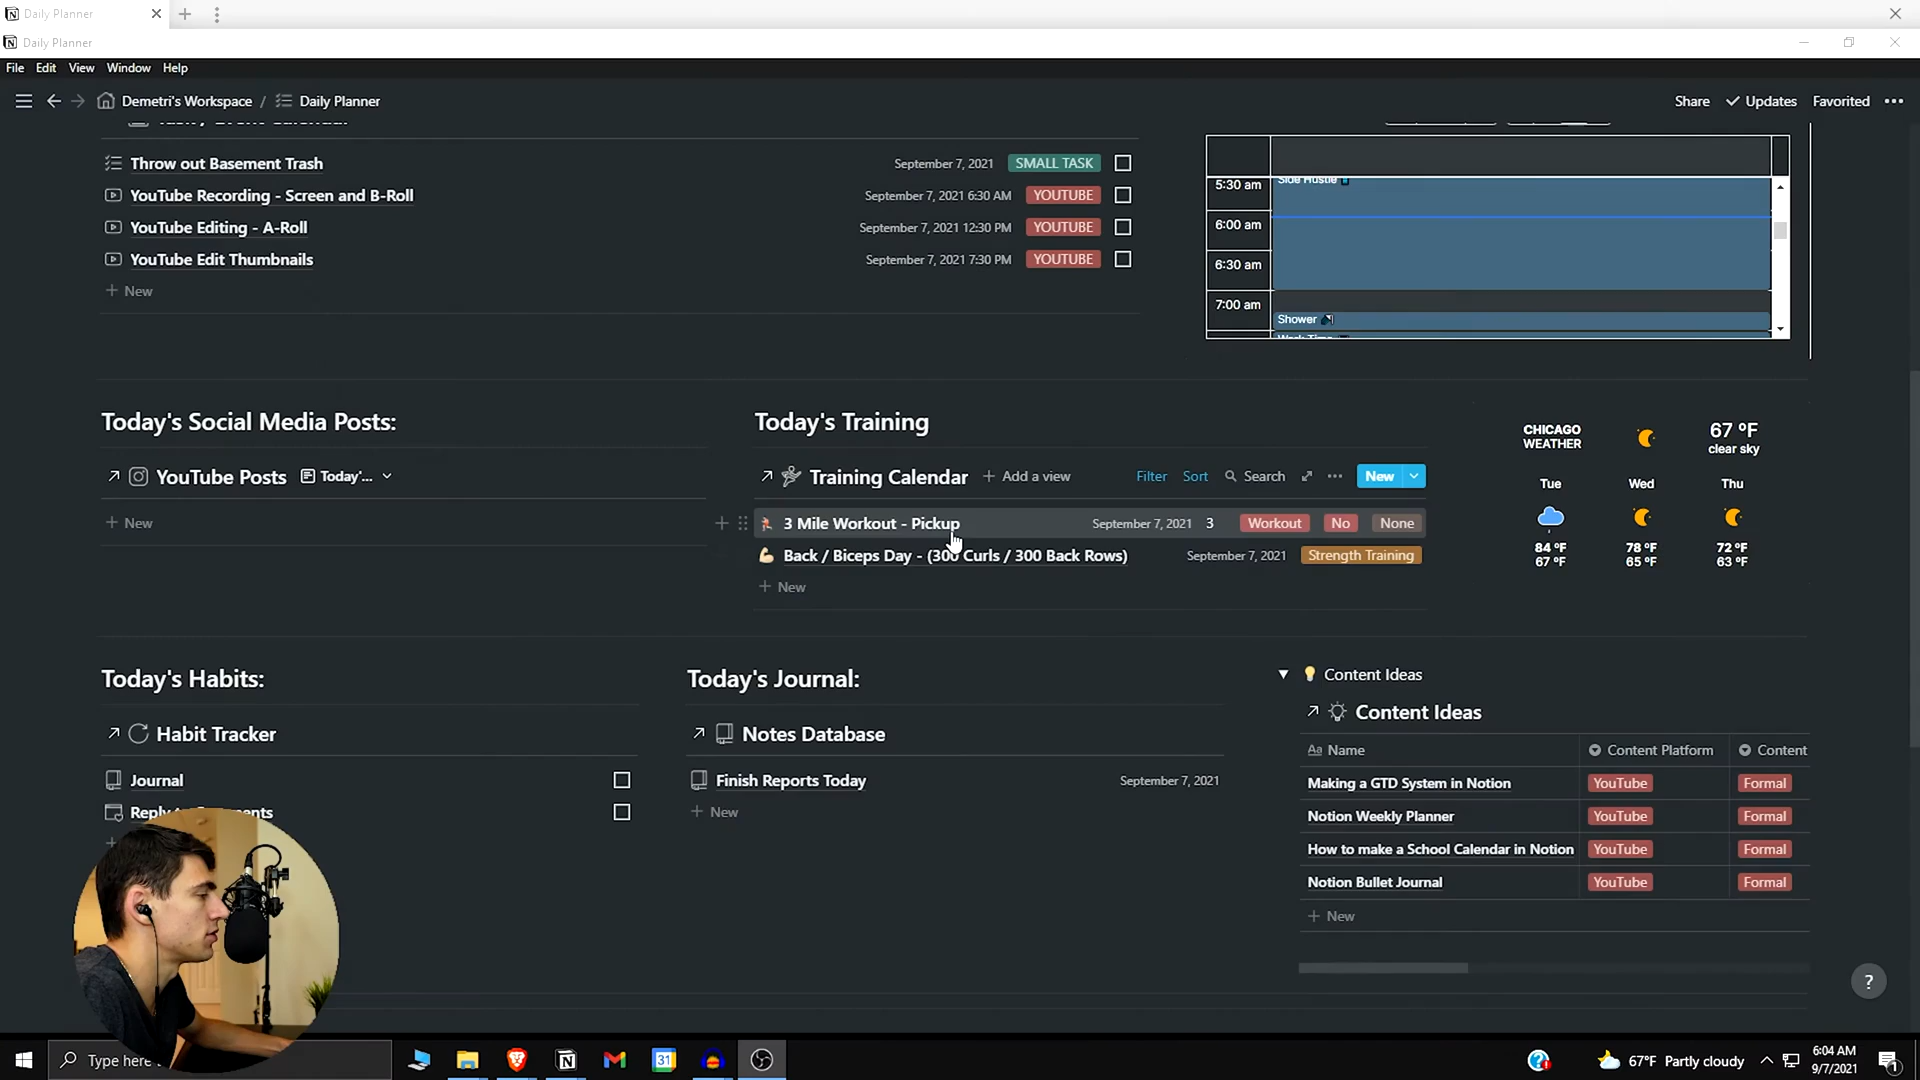 Daily Planner
Daily Planner
File Edit View Window Help
Demetri's Workspace / Daily Planner
Share Updates Favorited
Throw out Basement Trash September 7, 2021 SMALL TASK
YouTube Recording - Screen and B-Roll September 7, 2021 6:30 AM YOUTUBE
YouTube Editing - A-Roll September 7, 2021 12:30 PM YOUTUBE
YouTube Edit Thumbnails September 7, 2021 7:30 PM YOUTUBE
+ New
5:30 am Side Hustle
6:00 am
6:30 am
7:00 am
Shower
Today's Social Media Posts:
YouTube Posts Today'...
+ New
Today's Training
Training Calendar + Add a view Filter Sort Search New
3 Mile Workout - Pickup September 7, 2021 3 Workout No None
Back / Biceps Day - (300 Curls / 300 Back Rows) September 7, 2021 Strength Training
+ New
CHICAGO
WEATHER
67 °F
clear sky
Tue Wed Thu
84 °F 78 °F 72 °F
67 °F 65 °F 63 °F
Today's Habits:
Habit Tracker
Journal
Today's Journal:
Notes Database
Finish Reports Today September 7, 2021
+ New
Content Ideas
Content Ideas
Aa Name Content Platform Content
Making a GTD System in Notion YouTube Formal
Notion Weekly Planner YouTube Formal
How to make a School Calendar in Notion YouTube Formal
Notion Bullet Journal YouTube Formal
+ New
?
Type here
31
67°F Partly cloudy
6:04 AM
9/7/2021
1